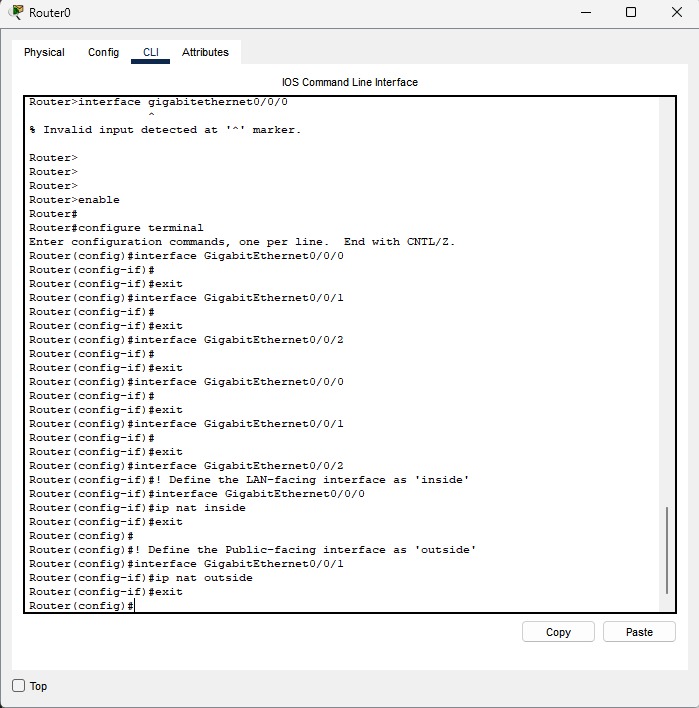 Router0
Physical Config CLI Attributes
IOS Command Line Interface
Router>interface gigabitethernet0/0/0
^
% Invalid input detected at '^' marker.
Router>
Router>
Router>
Router>enable
Router#
Router#configure terminal
Enter configuration commands, one per line.  End with CNTL/Z.
Router(config)#interface GigabitEthernet0/0/0
Router(config-if)#
Router(config-if)#exit
Router(config)#interface GigabitEthernet0/0/1
Router(config-if)#
Router(config-if)#exit
Router(config)#interface GigabitEthernet0/0/2
Router(config-if)#
Router(config-if)#exit
Router(config)#interface GigabitEthernet0/0/0
Router(config-if)#
Router(config-if)#exit
Router(config)#interface GigabitEthernet0/0/1
Router(config-if)#
Router(config-if)#exit
Router(config)#interface GigabitEthernet0/0/2
Router(config-if)#! Define the LAN-facing interface as 'inside'
Router(config-if)#interface GigabitEthernet0/0/0
Router(config-if)#ip nat inside
Router(config-if)#exit
Router(config)#
Router(config)#! Define the Public-facing interface as 'outside'
Router(config)#interface GigabitEthernet0/0/1
Router(config-if)#ip nat outside
Router(config-if)#exit
Router(config)#
Copy Paste
Top